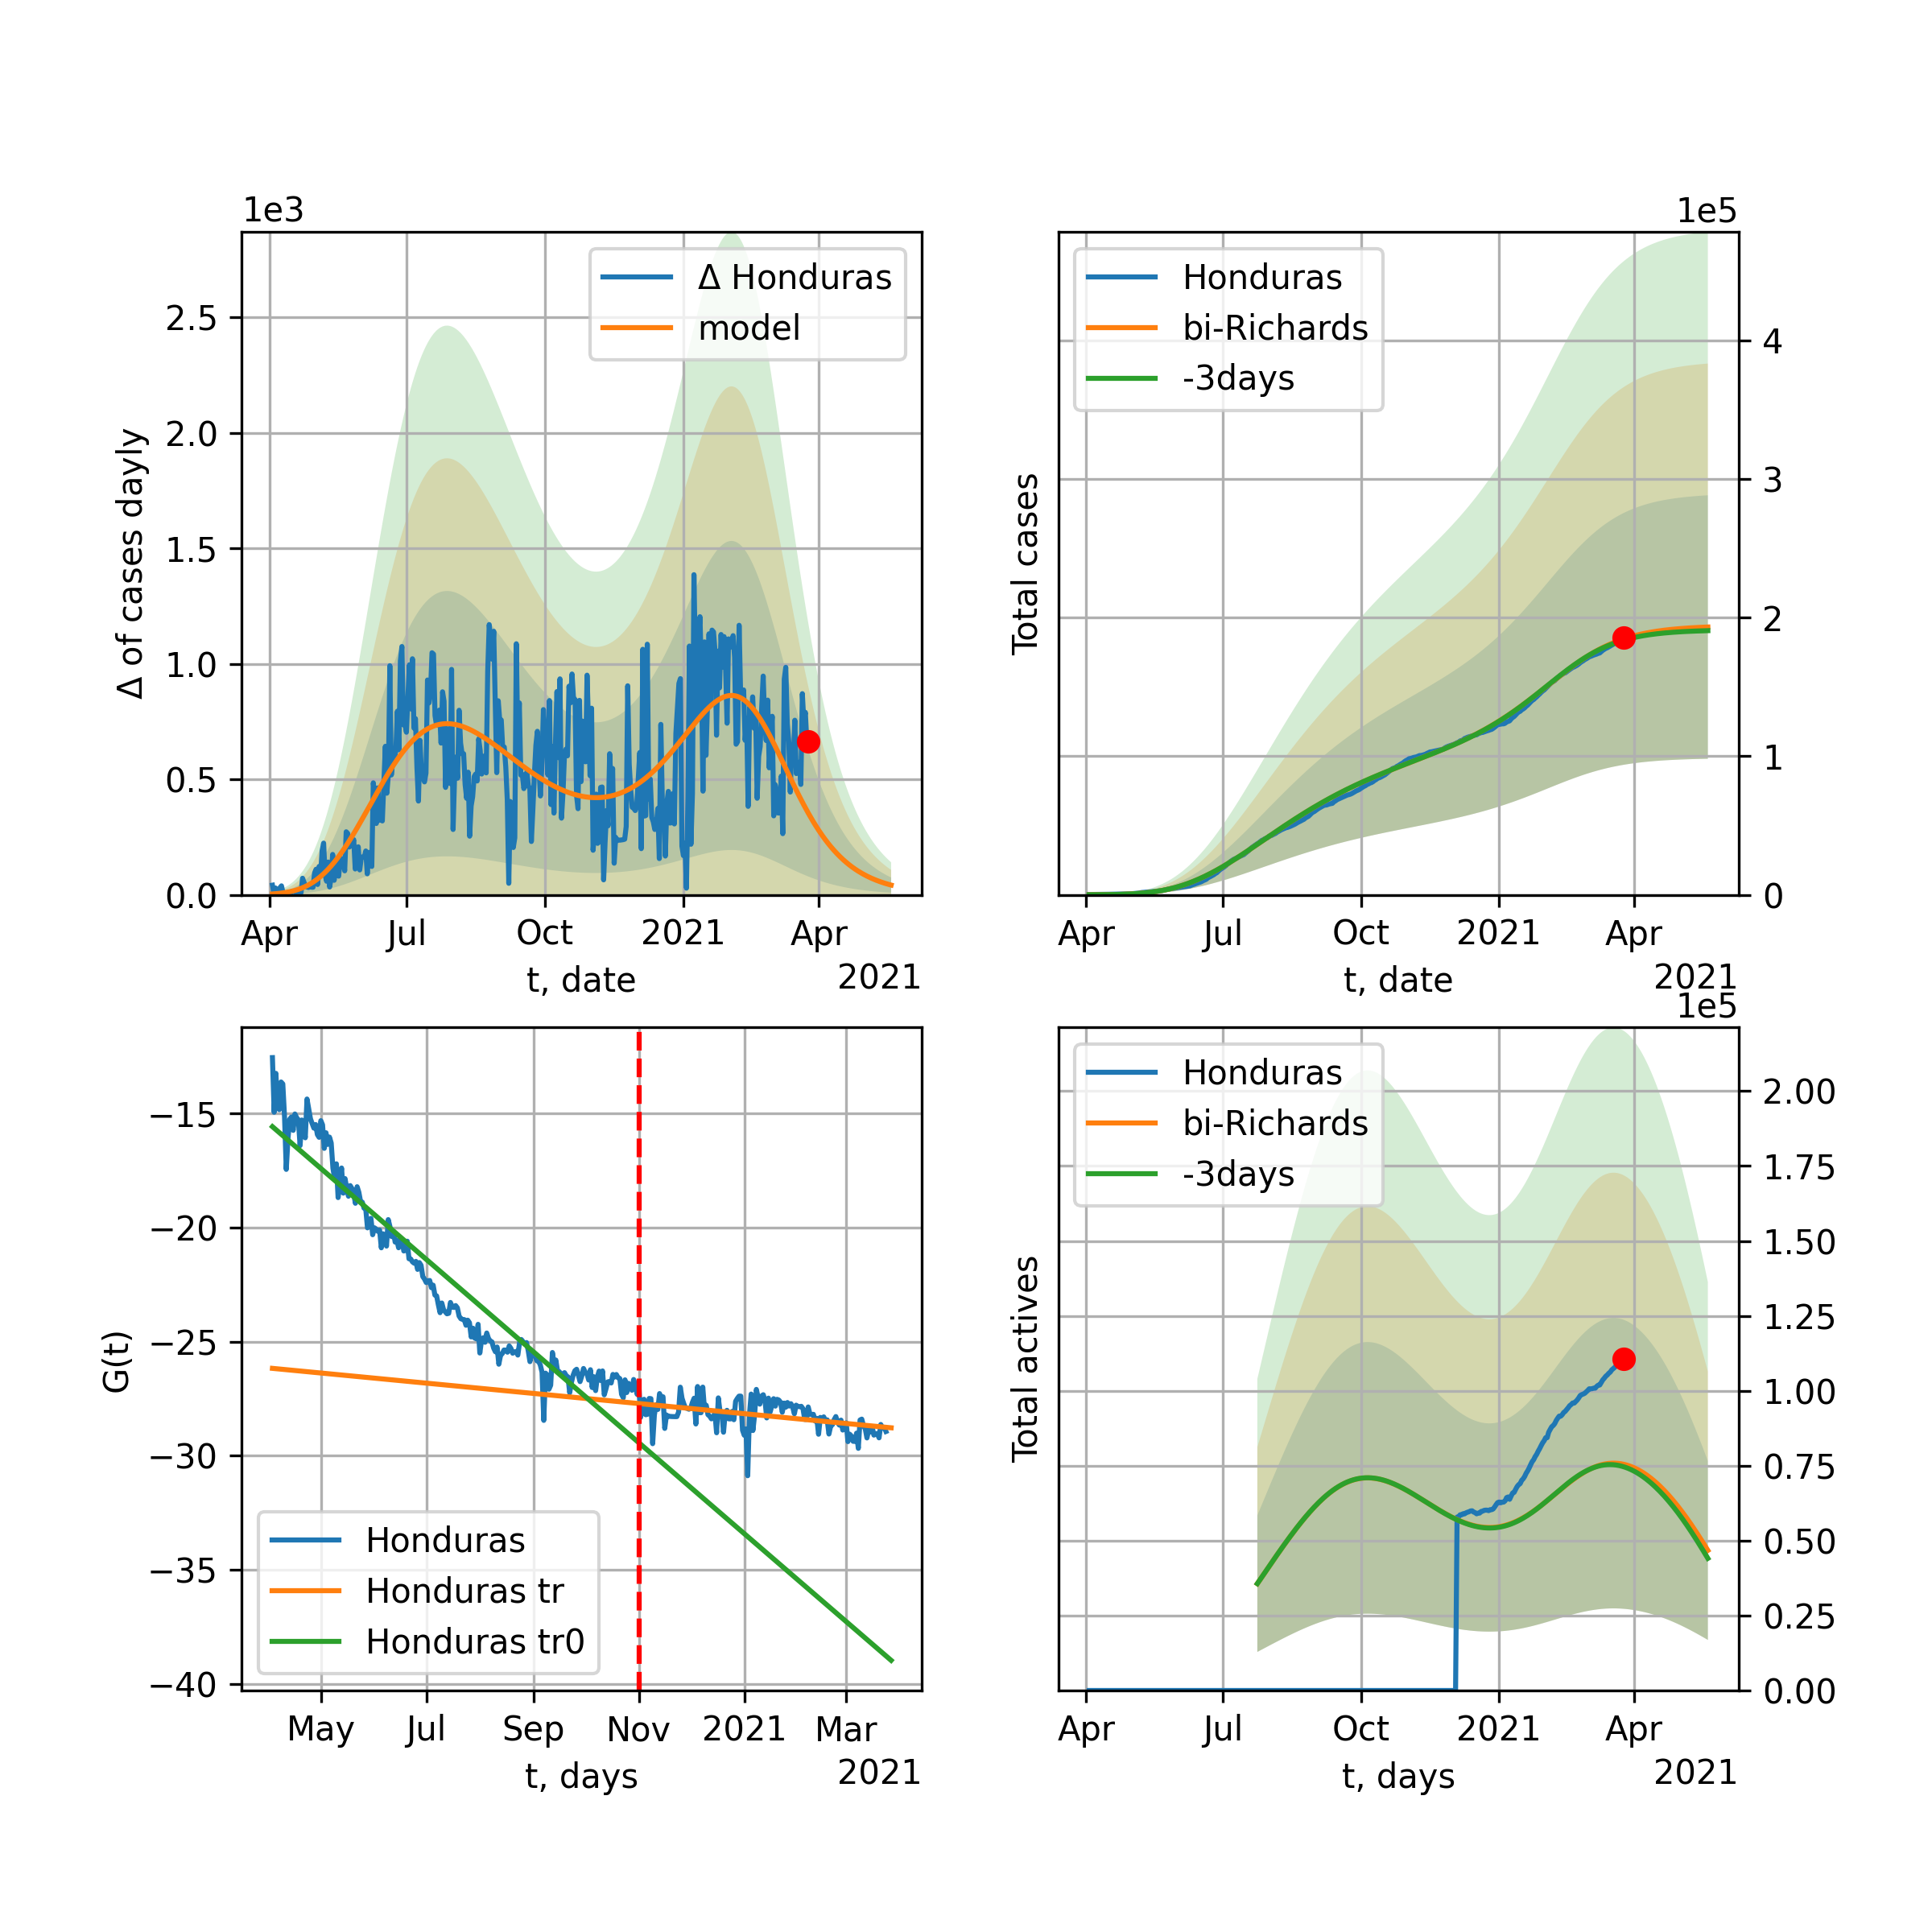 1e3
Δ of cases dayly
2.5
2.0
1.5
1.0
0.5
0.0
Δ Honduras
model
Apr Jul Oct 2021 Apr
t, date
2021
1e5
Total cases
Honduras
bi-Richards
-3days
4
3
2
1
0
Apr Jul Oct 2021 Apr
t, date
2021
G(t)
−15
−20
−25
−30
−35
−40
Honduras
Honduras tr
Honduras tr0
May Jul Sep Nov 2021 Mar
t, days
2021
1e5
Total actives
Honduras
bi-Richards
-3days
2.00
1.75
1.50
1.25
1.00
0.75
0.50
0.25
0.00
Apr Jul Oct 2021 Apr
t, days
2021